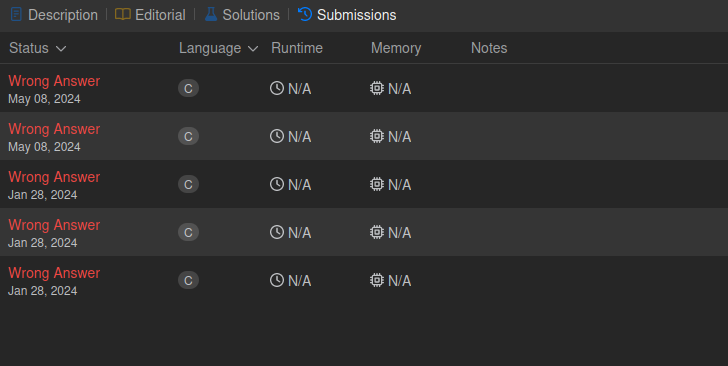 Description Editorial Solutions Submissions
Status Language Runtime Memory Notes
Wrong Answer
May 08, 2024
C N/A N/A
Wrong Answer
May 08, 2024
C N/A N/A
Wrong Answer
Jan 28, 2024
C N/A N/A
Wrong Answer
Jan 28, 2024
C N/A N/A
Wrong Answer
Jan 28, 2024
C N/A N/A